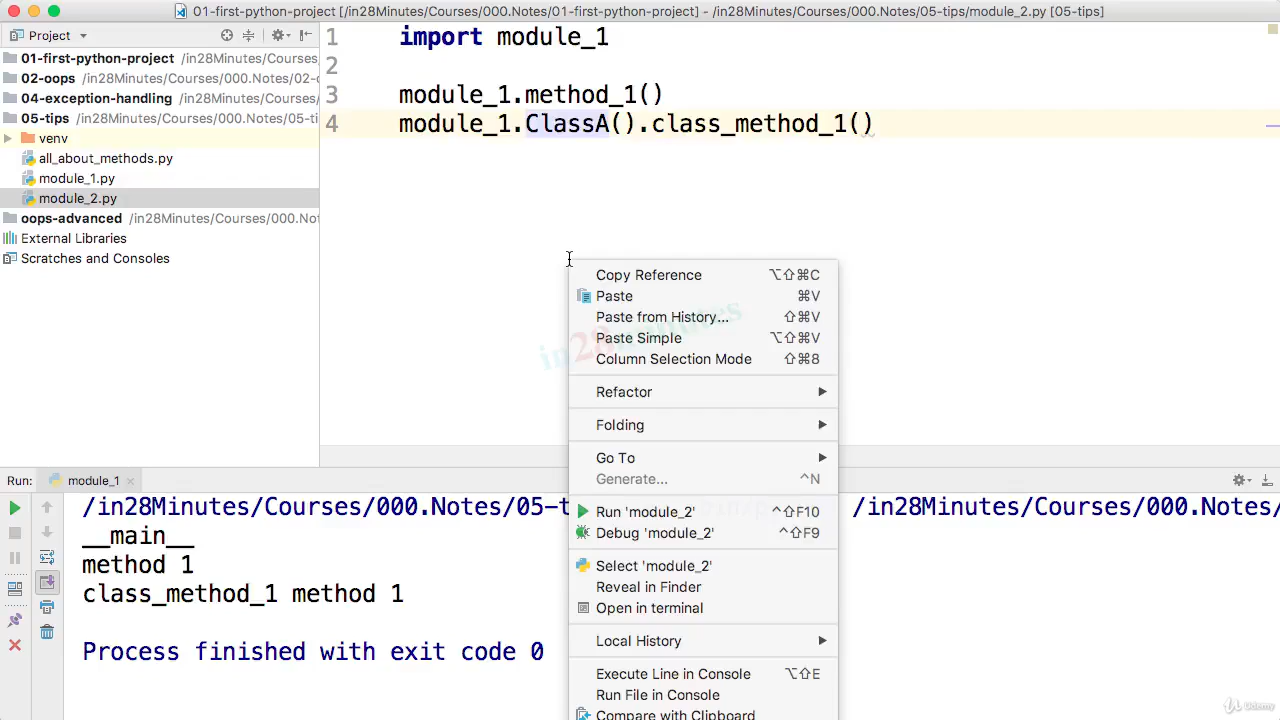 01-first-python-project [/in28Minutes/Courses/000.Notes/01-first-python-project] - /in28Minutes/Courses/000.Notes/05-tips/module_2.py [05-tips]
Project
01-first-python-project /in28Minutes/Courses/
02-oops /in28Minutes/Courses/000.Notes/02-
04-exception-handling /in28Minutes/Courses/
05-tips /in28Minutes/Courses/000.Notes/05-tip
venv
all_about_methods.py
module_1.py
module_2.py
oops-advanced /in28Minutes/Courses/000.Not
External Libraries
Scratches and Consoles
1 import module_1
2
3 module_1.method_1()
4 module_1.ClassA().class_method_1()
in28minutes
Copy Reference ⌥⇧⌘C
Paste ⌘V
Paste from History... ⇧⌘V
Paste Simple ⌥⇧⌘V
Column Selection Mode ⇧⌘8
Refactor
Folding
Go To
Generate... ^N
Run 'module_2' ^⇧F10
Debug 'module_2' ^⇧F9
Select 'module_2'
Reveal in Finder
Open in terminal
Local History
Execute Line in Console ⌥⇧E
Run File in Console
Compare with Clipboard
Run: module_1
/in28Minutes/Courses/000.Notes/05-t /in28Minutes/Courses/000.Notes/
__main__
method 1
class_method_1 method 1
Process finished with exit code 0
Udemy